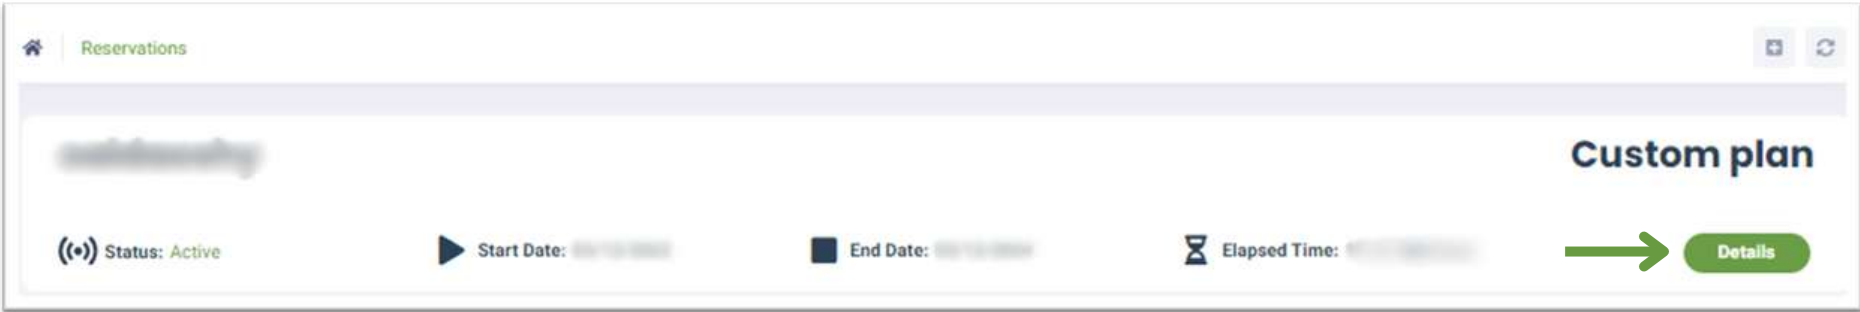 Reservations
Custom plan
Status: Active
Start Date:
End Date:
Elapsed Time:
Details